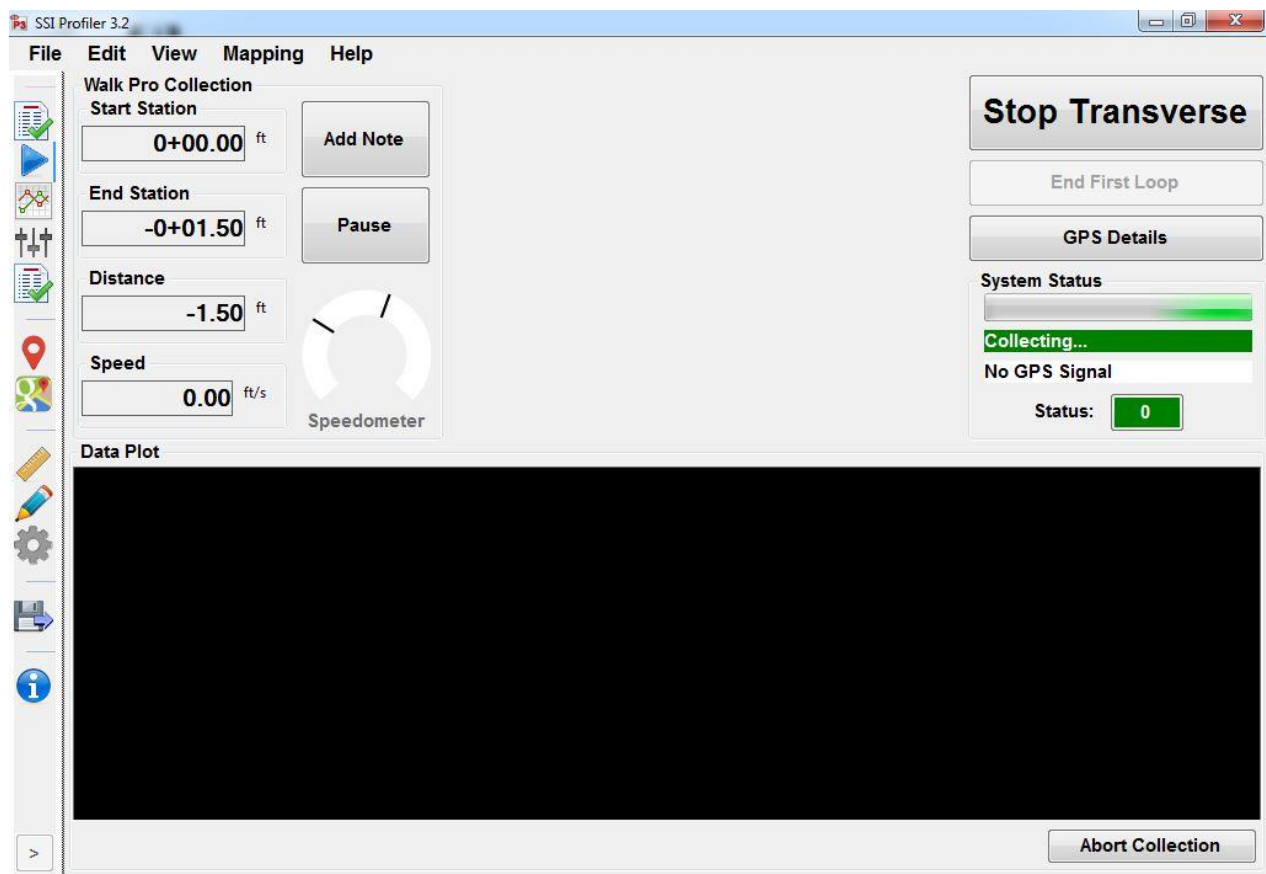 SSI Profiler 3.2
File Edit View Mapping Help
Walk Pro Collection
Start Station
0+00.00 ft
Add Note
End Station
-0+01.50 ft
Pause
Distance
-1.50 ft
Speed
0.00 ft/s
Speedometer
Stop Transverse
End First Loop
GPS Details
System Status
Collecting...
No GPS Signal
Status: 0
Data Plot
>
Abort Collection